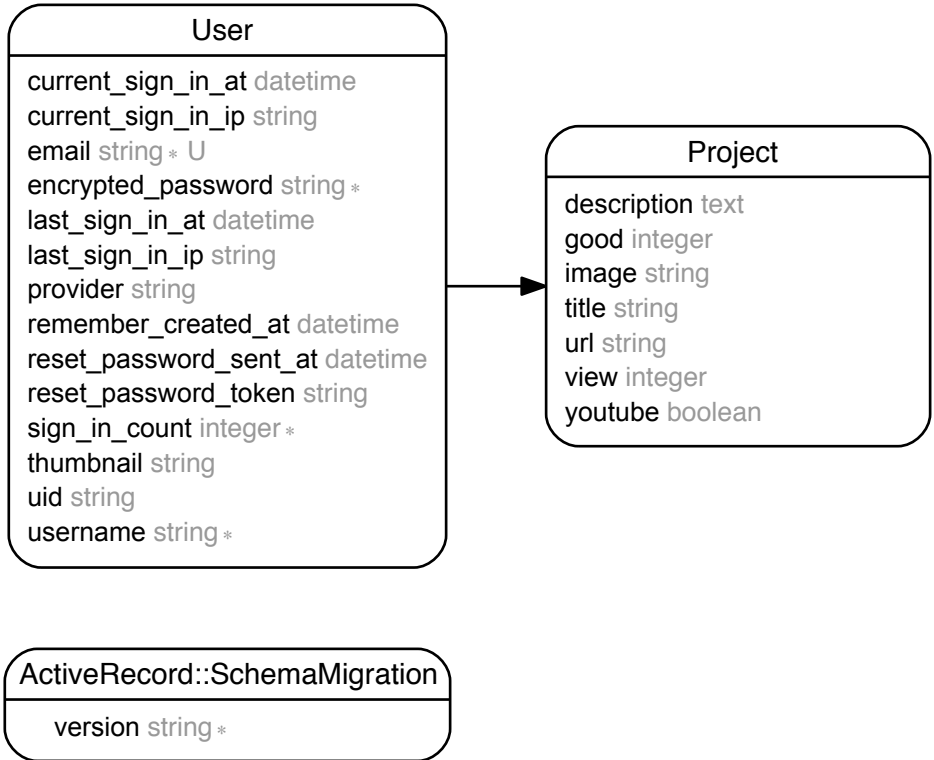 User
current_sign_in_at datetime
current_sign_in_ip string
email string * U
encrypted_password string *
last_sign_in_at datetime
last_sign_in_ip string
provider string
remember_created_at datetime
reset_password_sent_at datetime
reset_password_token string
sign_in_count integer *
thumbnail string
uid string
username string *
Project
description text
good integer
image string
title string
url string
view integer
youtube boolean
ActiveRecord::SchemaMigration
version string *